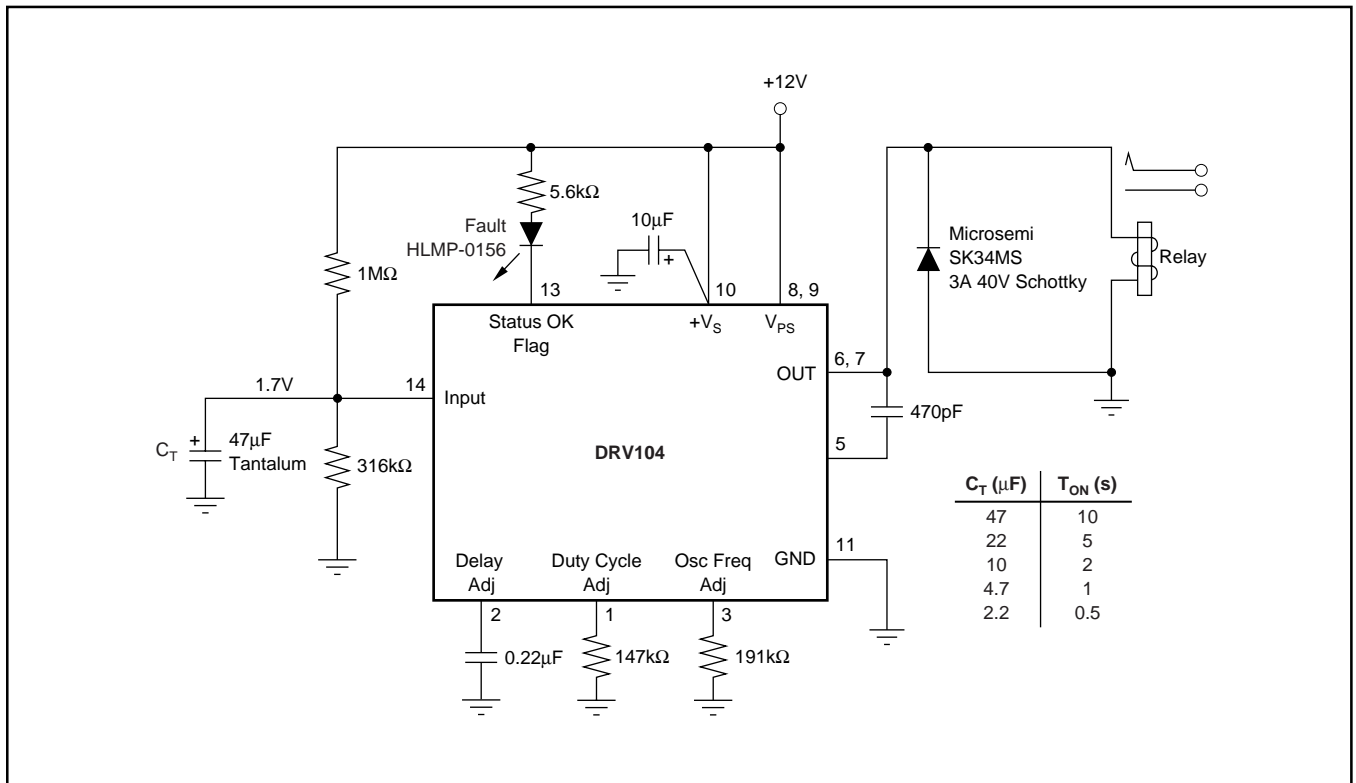 +12V
5.6kΩ
Fault
HLMP-0156
10μF
+
1MΩ
13
10
8, 9
Status OK
Flag
+VS
VPS
Microsemi
SK34MS
3A 40V Schottky
Relay
6, 7
OUT
1.7V
14
Input
470pF
CT
+
47μF
Tantalum
316kΩ
DRV104
5
CT (μF) TON (s)
47 10
22 5
10 2
4.7 1
2.2 0.5
GND
11
Delay
Adj
Duty Cycle
Adj
Osc Freq
Adj
2
1
3
0.22μF
147kΩ
191kΩ